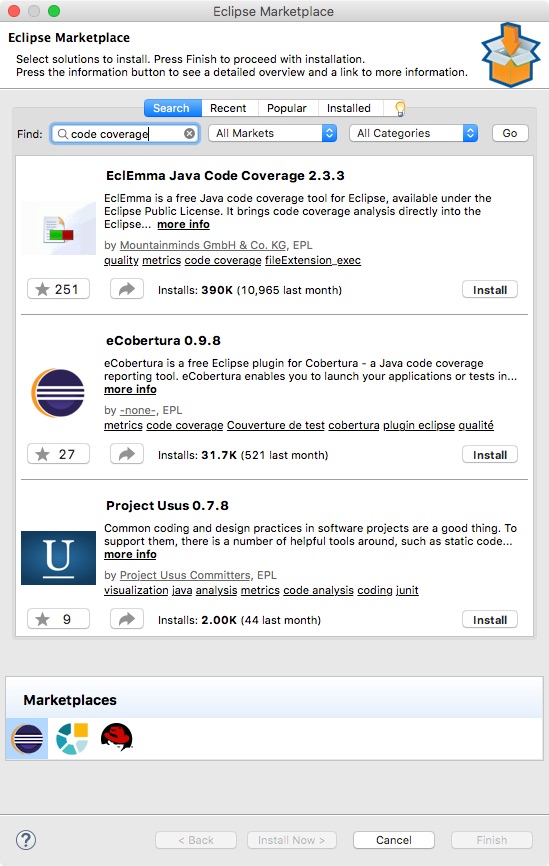 Eclipse Marketplace
Eclipse Marketplace
Select solutions to install. Press Finish to proceed with installation.
Press the information button to see a detailed overview and a link to more information.
Search Recent Popular Installed
Find: code coverage All Markets All Categories Go
EclEmma Java Code Coverage 2.3.3
EclEmma is a free Java code coverage tool for Eclipse, available under the
Eclipse Public License. It brings code coverage analysis directly into the
Eclipse... more info
by Mountainminds GmbH & Co. KG, EPL
quality metrics code coverage fileExtension_exec
251 Installs: 390K (10,965 last month) Install
eCobertura 0.9.8
eCobertura is a free Eclipse plugin for Cobertura - a Java code coverage
reporting tool. eCobertura enables you to launch your applications or tests in...
more info
by -none-, EPL
metrics code coverage Couverture de test cobertura plugin eclipse qualité
27 Installs: 31.7K (521 last month) Install
Project Usus 0.7.8
Common coding and design practices in software projects are a good thing. To
support them, there is a number of helpful tools around, such as static code...
more info
U
by Project Usus Committers, EPL
visualization java analysis metrics code analysis coding junit
9 Installs: 2.00K (44 last month) Install
Marketplaces
? < Back Install Now > Cancel Finish